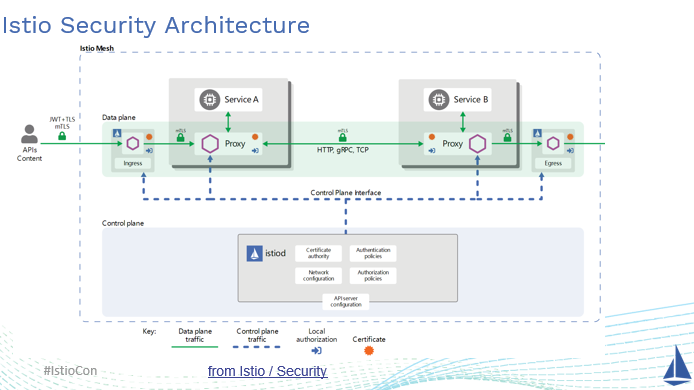 Istio Security Architecture
Istio Mesh
Service A
Service B
JWT+TLS
mTLS
Data plane
mTLS
mTLS
mTLS
APIs
Content
Proxy
HTTP, gRPC, TCP
Proxy
Ingress
Egress
Control Plane Interface
Control plane
istiod
Certificate
authority
Authentication
policies
Network
configuration
Authorization
policies
API server
configuration
Key:
Data plane
traffic
Control plane
traffic
Local
authorization
Certificate
#IstioCon
from Istio / Security